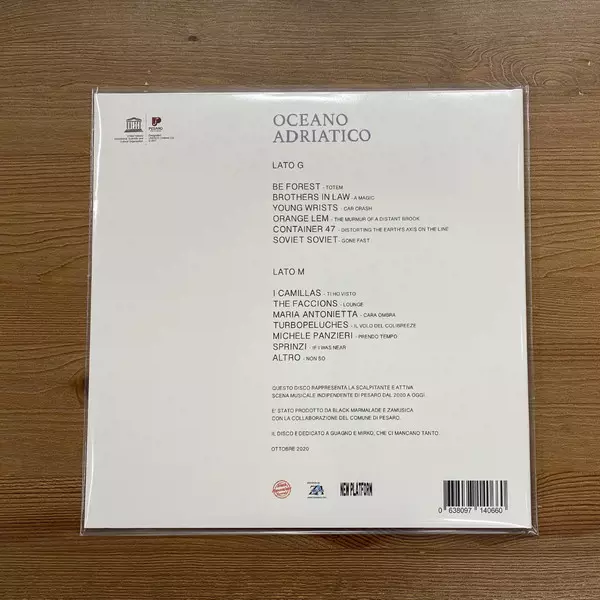 OCEANO
ADRIATICO
LATO G
BE FOREST - TOTEM
BROTHERS IN LAW - A MAGIC
YOUNG WRISTS - CAR CRASH
ORANGE LEM - THE MURMUR OF A DISTANT BROOK
CONTAINER 47 - DISTORTING THE EARTH'S AXIS ON THE LINE
SOVIET SOVIET - GONE FAST
LATO M
I CAMILLAS - TI HO VISTO
THE FACCIONS - LOUNGE
MARIA ANTONIETTA - CARA OMBRA
TURBOPELUCHES - IL VOLO DEL COLIBREEZE
MICHELE PANZIERI - PRENDO TEMPO
SPRINZI - IF I WAS NEAR
ALTRO - NON SO
QUESTO DISCO RAPPRESENTA LA SCALPITANTE E ATTIVA
SCENA MUSICALE INDIPENDENTE DI PESARO DAL 2000 A OGGI.
E' STATO PRODOTTO DA BLACK MARMALADE E ZAMUSICA
CON LA COLLABORAZIONE DEL COMUNE DI PESARO.
IL DISCO E DEDICATO A GUAGNO E MIRKO, CHE CI MANCANO TANTO.
OTTOBRE 2020
NEW PLATFORM
0 638097 140660